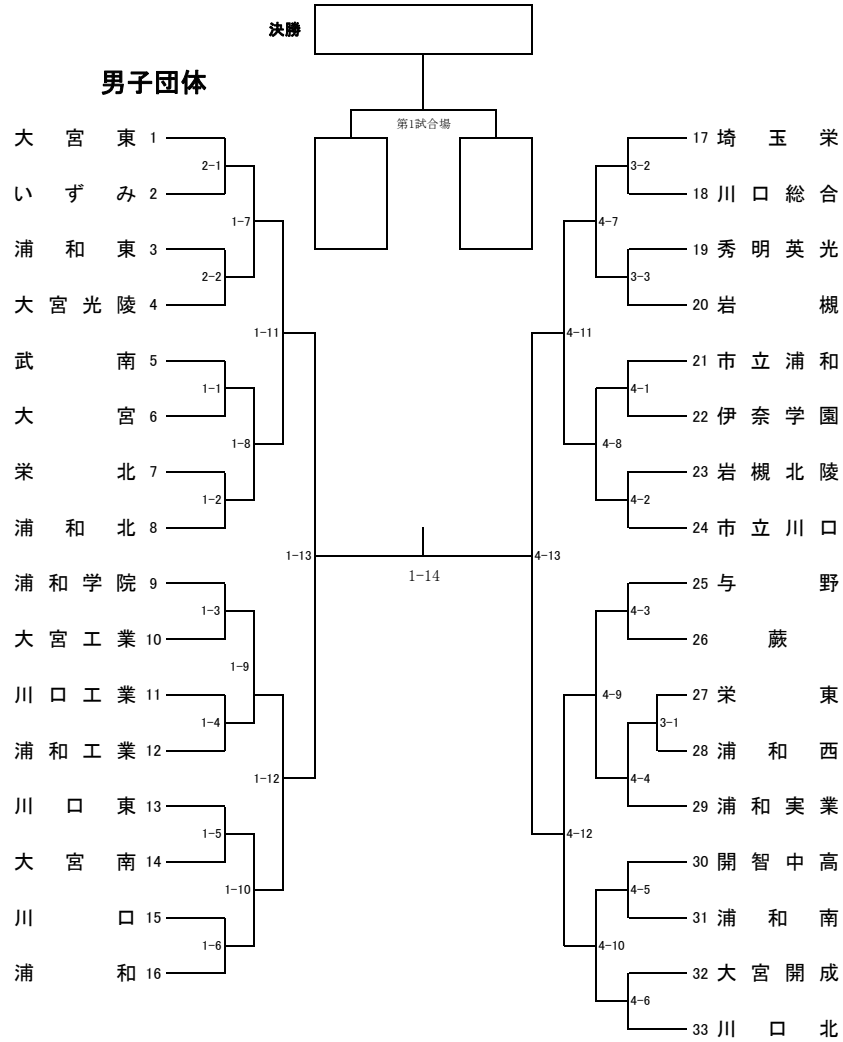 決勝
男子団体
第1試合場
大宮東 1
2-1
いずみ 2
1-7
浦和東 3
2-2
大宮光陵 4
1-11
武南 5
1-1
大宮 6
1-8
栄北 7
1-2
浦和北 8
1-13
浦和学院 9
1-3
大宮工業 10
1-9
川口工業 11
1-4
浦和工業 12
1-12
川口東 13
1-5
大宮南 14
1-10
川口 15
1-6
浦和 16
1-14
17 埼玉栄
3-2
18 川口総合
4-7
19 秀明英光
3-3
20 岩槻
4-11
21 市立浦和
4-1
22 伊奈学園
4-8
23 岩槻北陵
4-2
24 市立川口
4-13
25 与野
4-3
26 蕨
4-9
27 栄東
3-1
28 浦和西
4-4
29 浦和実業
4-12
30 開智中高
4-5
31 浦和南
4-10
32 大宮開成
4-6
33 川口北